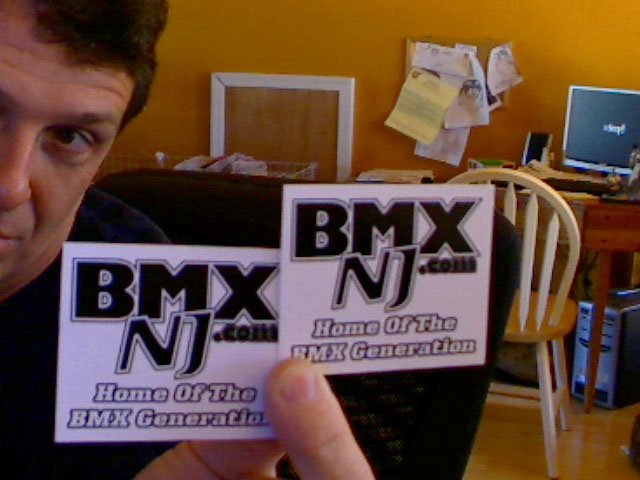 BMX
NJ.com
Home Of The
BMX Generation
BMX
NJ.com
Home Of The
BMX Generation